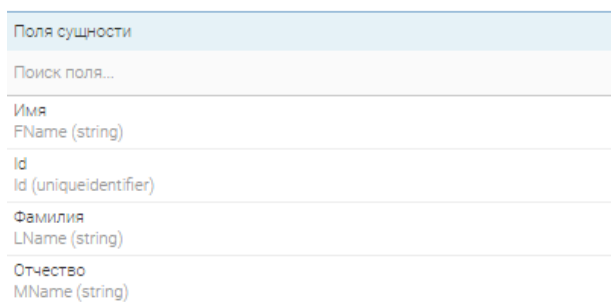 Поля сущности
Поиск поля...
Имя
FName (string)
Id
Id (uniqueidentifier)
Фамилия
LName (string)
Отчество
MName (string)